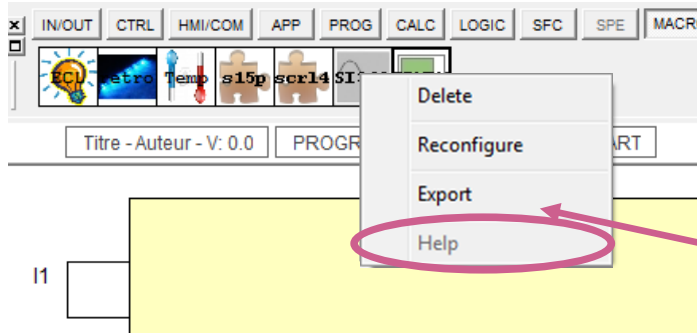 IN/OUT CTRL HMI/COM APP PROG CALC LOGIC SFC SPE MACR
ECL etro Temp s15p scrl4
Delete
Titre - Auteur - V: 0.0 PROGR Reconfigure ART
Export
Help
I1